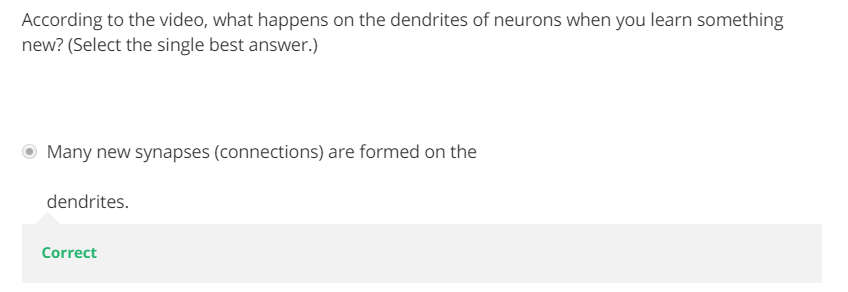 According to the video, what happens on the dendrites of neurons when you learn something
new? (Select the single best answer.)
Many new synapses (connections) are formed on the
dendrites.
Correct